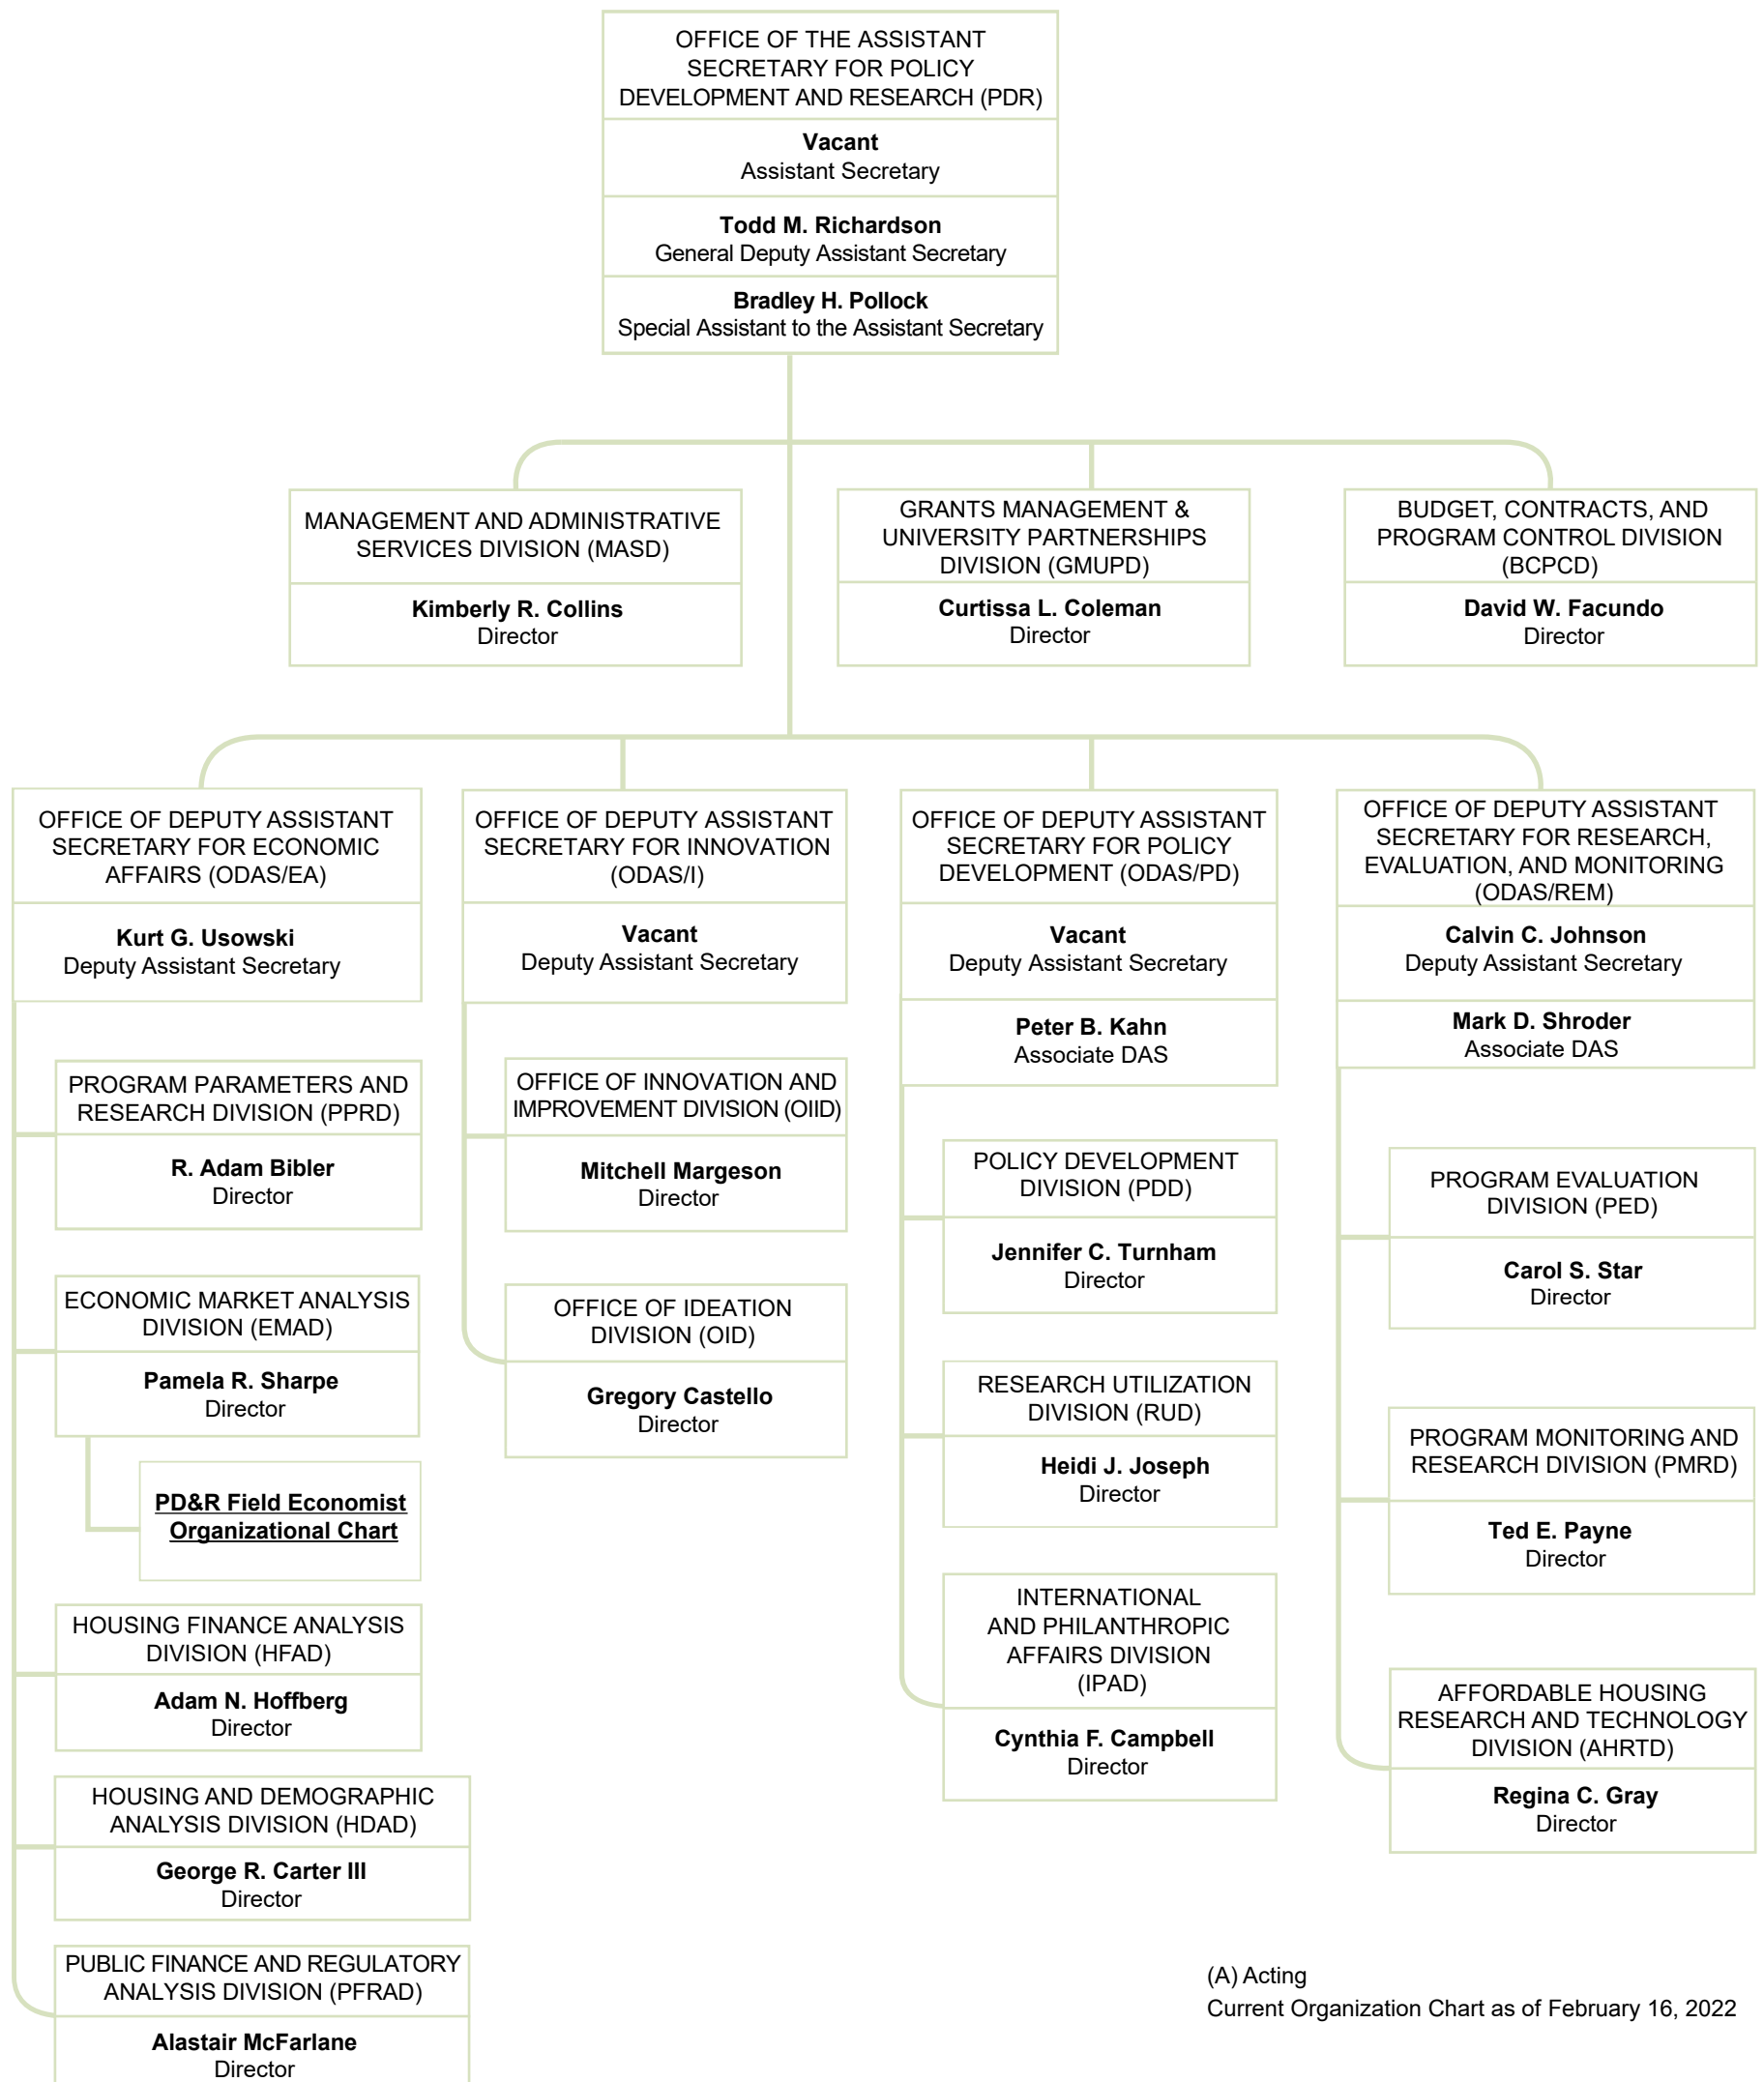 OFFICE OF THE ASSISTANT
SECRETARY FOR POLICY
DEVELOPMENT AND RESEARCH (PDR)
Vacant
Assistant Secretary
Todd M. Richardson
General Deputy Assistant Secretary
Bradley H. Pollock
Special Assistant to the Assistant Secretary
MANAGEMENT AND ADMINISTRATIVE
SERVICES DIVISION (MASD)
Kimberly R. Collins
Director
GRANTS MANAGEMENT &
UNIVERSITY PARTNERSHIPS
DIVISION (GMUPD)
Curtissa L. Coleman
Director
BUDGET, CONTRACTS, AND
PROGRAM CONTROL DIVISION
(BCPCD)
David W. Facundo
Director
OFFICE OF DEPUTY ASSISTANT
SECRETARY FOR ECONOMIC
AFFAIRS (ODAS/EA)
Kurt G. Usowski
Deputy Assistant Secretary
PROGRAM PARAMETERS AND
RESEARCH DIVISION (PPRD)
R. Adam Bibler
Director
ECONOMIC MARKET ANALYSIS
DIVISION (EMAD)
Pamela R. Sharpe
Director
PD&R Field Economist
Organizational Chart
HOUSING FINANCE ANALYSIS
DIVISION (HFAD)
Adam N. Hoffberg
Director
HOUSING AND DEMOGRAPHIC
ANALYSIS DIVISION (HDAD)
George R. Carter III
Director
PUBLIC FINANCE AND REGULATORY
ANALYSIS DIVISION (PFRAD)
Alastair McFarlane
Director
OFFICE OF DEPUTY ASSISTANT
SECRETARY FOR INNOVATION
(ODAS/I)
Vacant
Deputy Assistant Secretary
OFFICE OF INNOVATION AND
IMPROVEMENT DIVISION (OIID)
Mitchell Margeson
Director
OFFICE OF IDEATION
DIVISION (OID)
Gregory Castello
Director
OFFICE OF DEPUTY ASSISTANT
SECRETARY FOR POLICY
DEVELOPMENT (ODAS/PD)
Vacant
Deputy Assistant Secretary
Peter B. Kahn
Associate DAS
POLICY DEVELOPMENT
DIVISION (PDD)
Jennifer C. Turnham
Director
RESEARCH UTILIZATION
DIVISION (RUD)
Heidi J. Joseph
Director
INTERNATIONAL
AND PHILANTHROPIC
AFFAIRS DIVISION
(IPAD)
Cynthia F. Campbell
Director
OFFICE OF DEPUTY ASSISTANT
SECRETARY FOR RESEARCH,
EVALUATION, AND MONITORING
(ODAS/REM)
Calvin C. Johnson
Deputy Assistant Secretary
Mark D. Shroder
Associate DAS
PROGRAM EVALUATION
DIVISION (PED)
Carol S. Star
Director
PROGRAM MONITORING AND
RESEARCH DIVISION (PMRD)
Ted E. Payne
Director
AFFORDABLE HOUSING
RESEARCH AND TECHNOLOGY
DIVISION (AHRTD)
Regina C. Gray
Director
(A) Acting
Current Organization Chart as of February 16, 2022